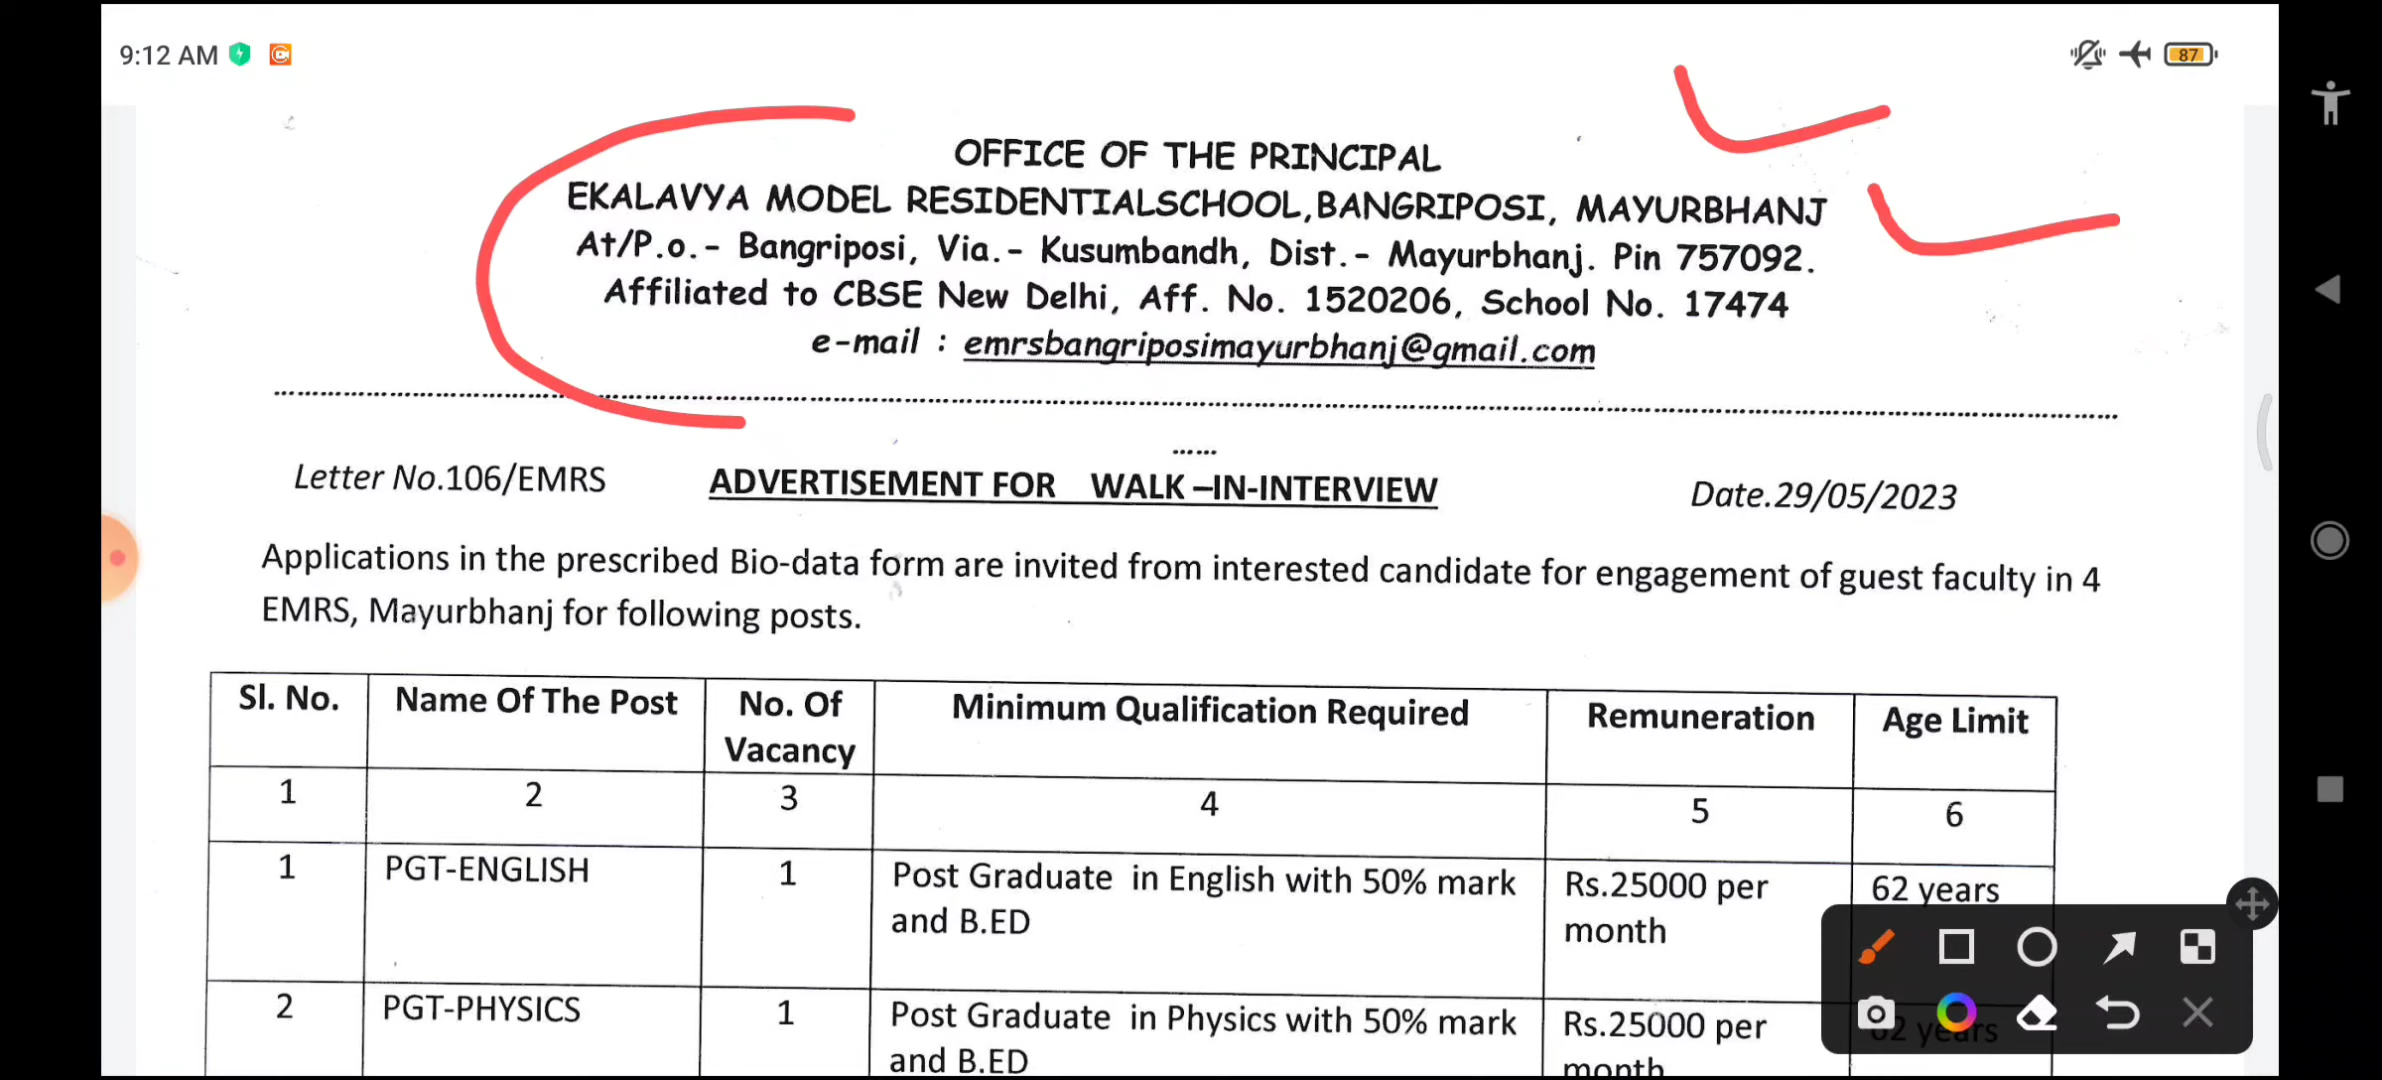 9:12 AM
87
OFFICE OF THE PRINCIPAL
EKALAVYA MODEL RESIDENTIALSCHOOL,BANGRIPOSI, MAYURBHANJ
At/P.o.- Bangriposi, Via.- Kusumbandh, Dist.- Mayurbhanj. Pin 757092.
Affiliated to CBSE New Delhi, Aff. No. 1520206, School No. 17474
e-mail : emrsbangriposimayurbhanj@gmail.com
Letter No.106/EMRS ADVERTISEMENT FOR WALK –IN-INTERVIEW Date.29/05/2023
Applications in the prescribed Bio-data form are invited from interested candidate for engagement of guest faculty in 4
EMRS, Mayurbhanj for following posts.
Sl. No. Name Of The Post No. Of Minimum Qualification Required Remuneration Age Limit
Vacancy
1 2 3 4 5 6
1 PGT-ENGLISH 1 Post Graduate in English with 50% mark Rs.25000 per 62 years
and B.ED month
2 PGT-PHYSICS 1 Post Graduate in Physics with 50% mark Rs.25000 per 62 years
and B.ED month